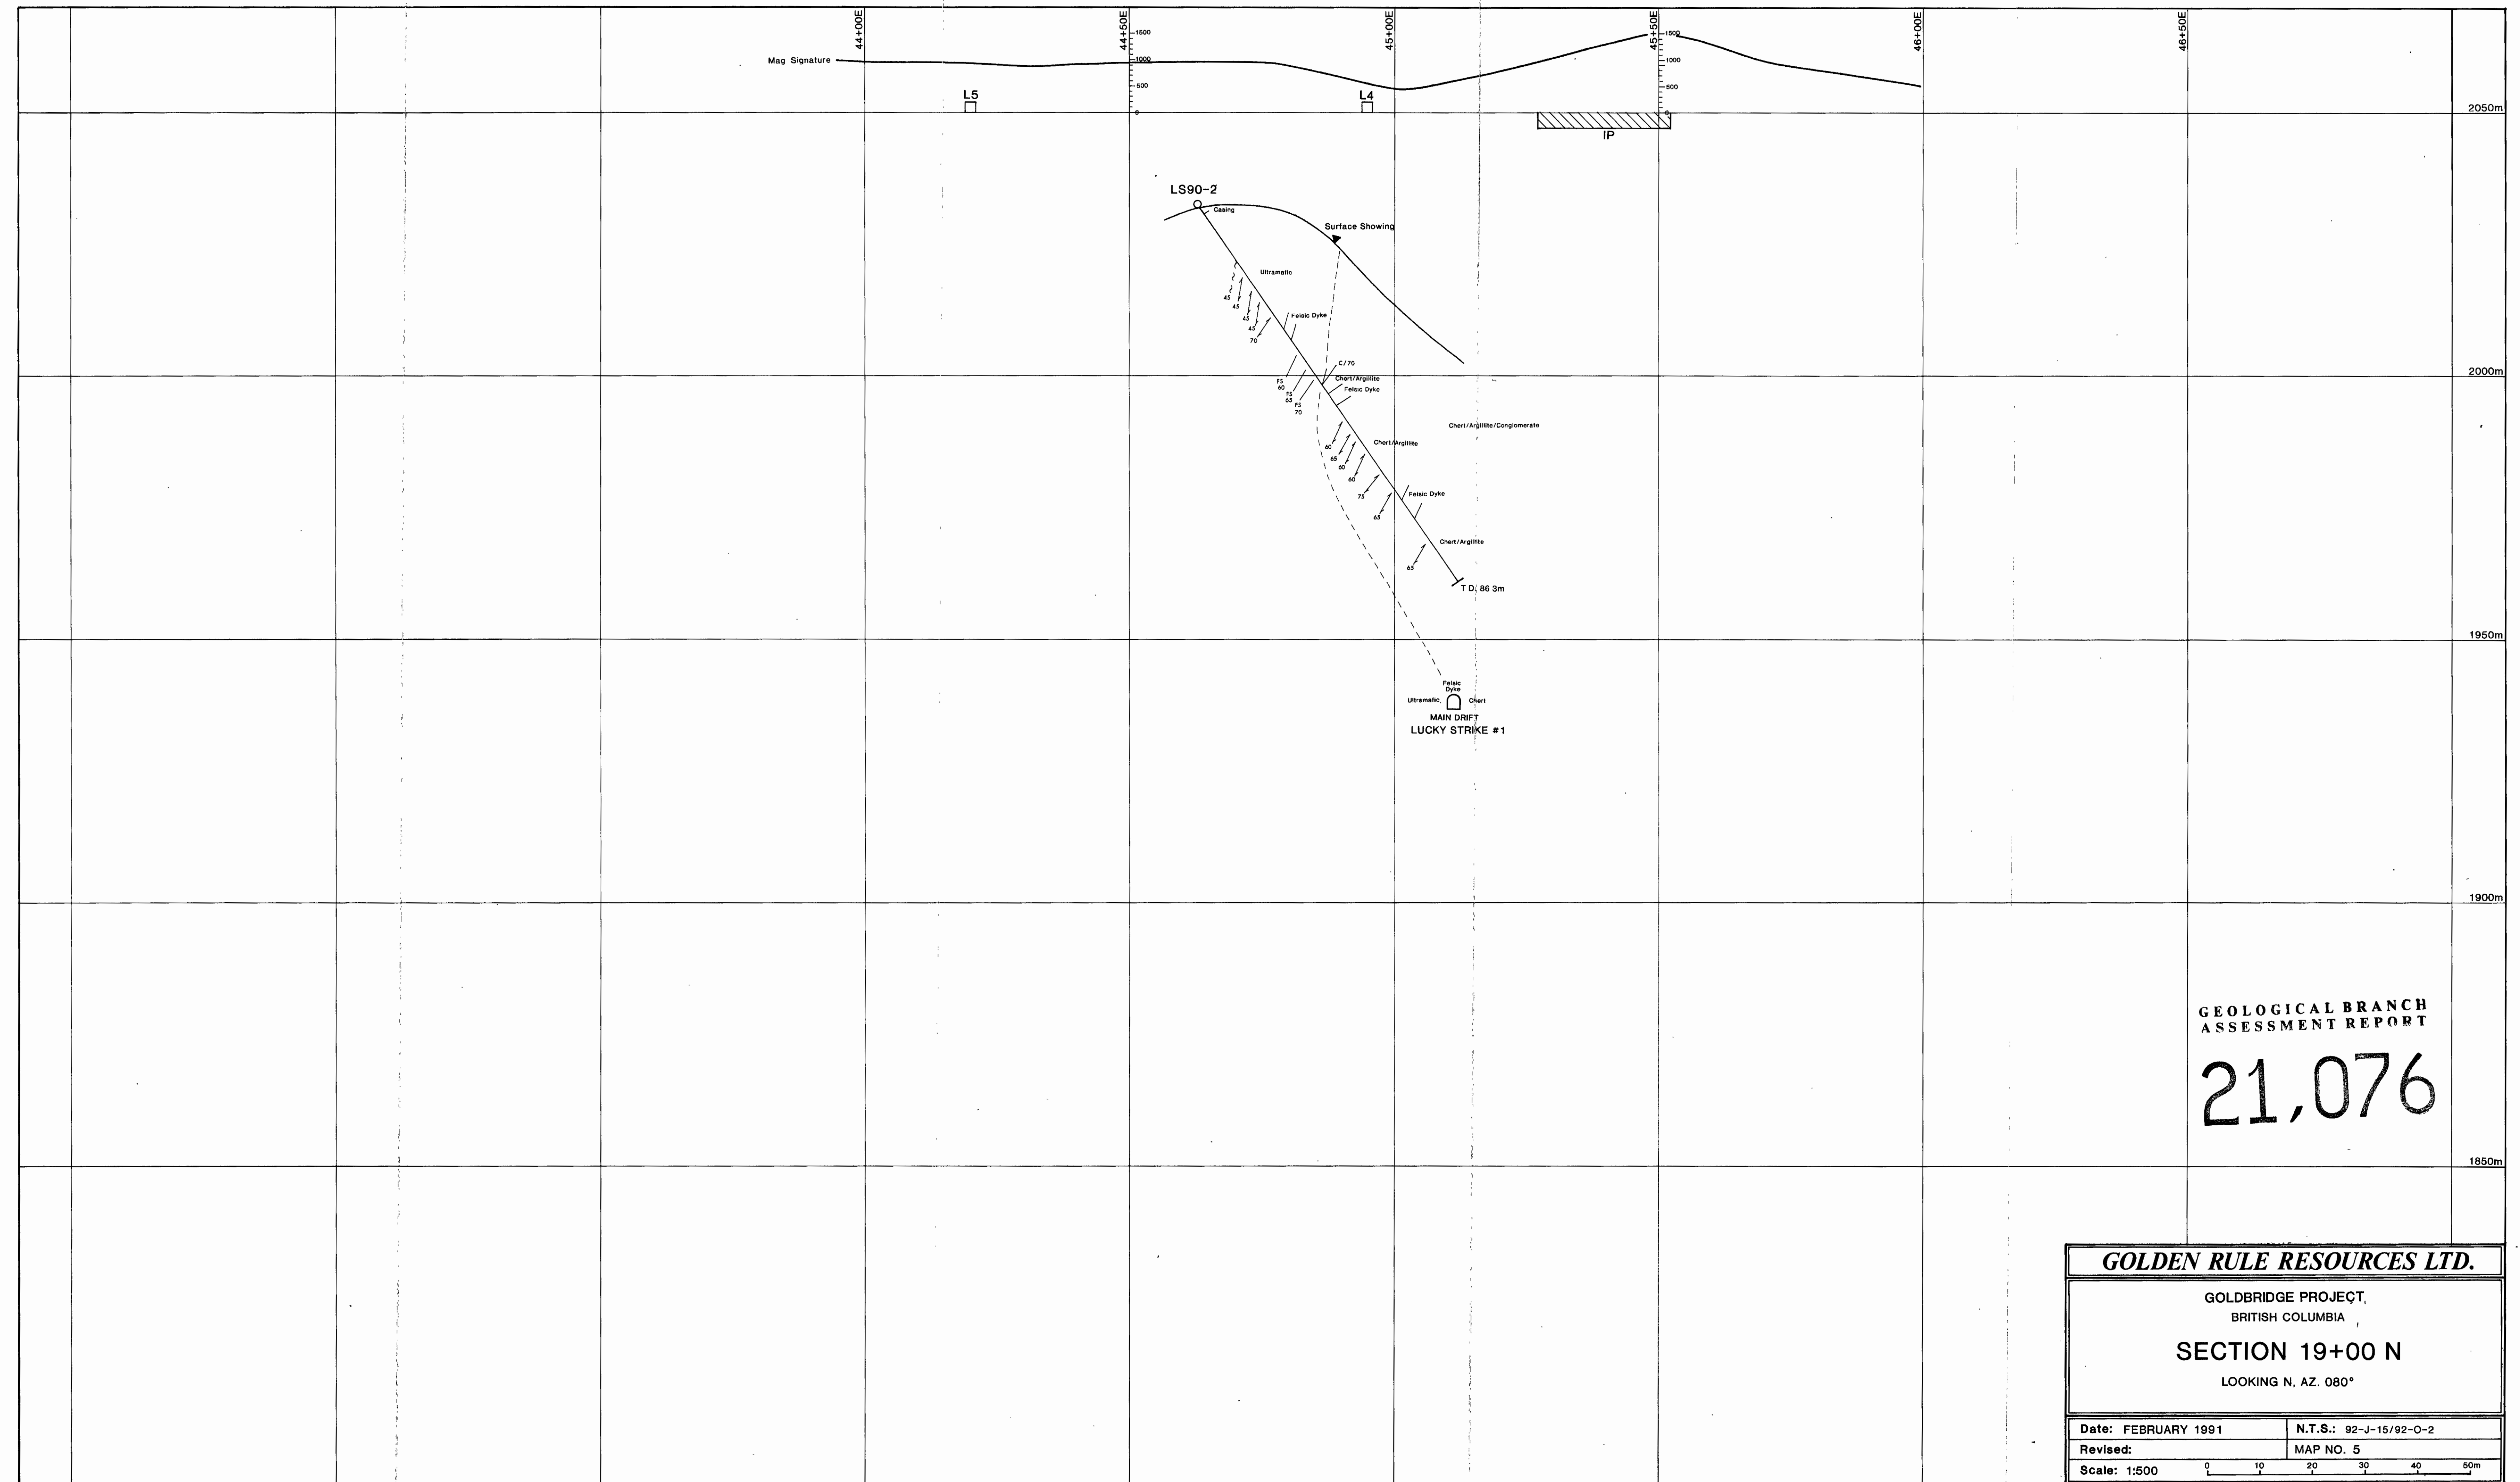 44+00E
44+50E
45+00E
45+50E
46+00E
46+50E
Mag Signature
1500
1000
500
0
1500
1000
500
0
L5
L4
IP
2050m
LS90-2
Casing
Surface Showing
Ultramafic
45
45
45
45
70
Felsic Dyke
2000m
C/70
Chert/Argillite
Felsic Dyke
FS
60
FS
65
FS
70
Chert/Argillite/Conglomerate
Chert/Argillite
60
65
60
60
75
65
Felsic Dyke
Chert/Argillite
65
T D. 86 3m
1950m
Felsic
Dyke
Ultramafic
Chert
MAIN DRIFT
LUCKY STRIKE #1
1900m
GEOLOGICAL BRANCH
ASSESSMENT REPORT
21,076
1850m
GOLDEN RULE RESOURCES LTD.
GOLDBRIDGE PROJECT,
BRITISH COLUMBIA
SECTION 19+00 N
LOOKING N, AZ. 080°
Date: FEBRUARY 1991
N.T.S.: 92-J-15/92-O-2
Revised:
MAP NO. 5
Scale: 1:500
0 10 20 30 40 50m